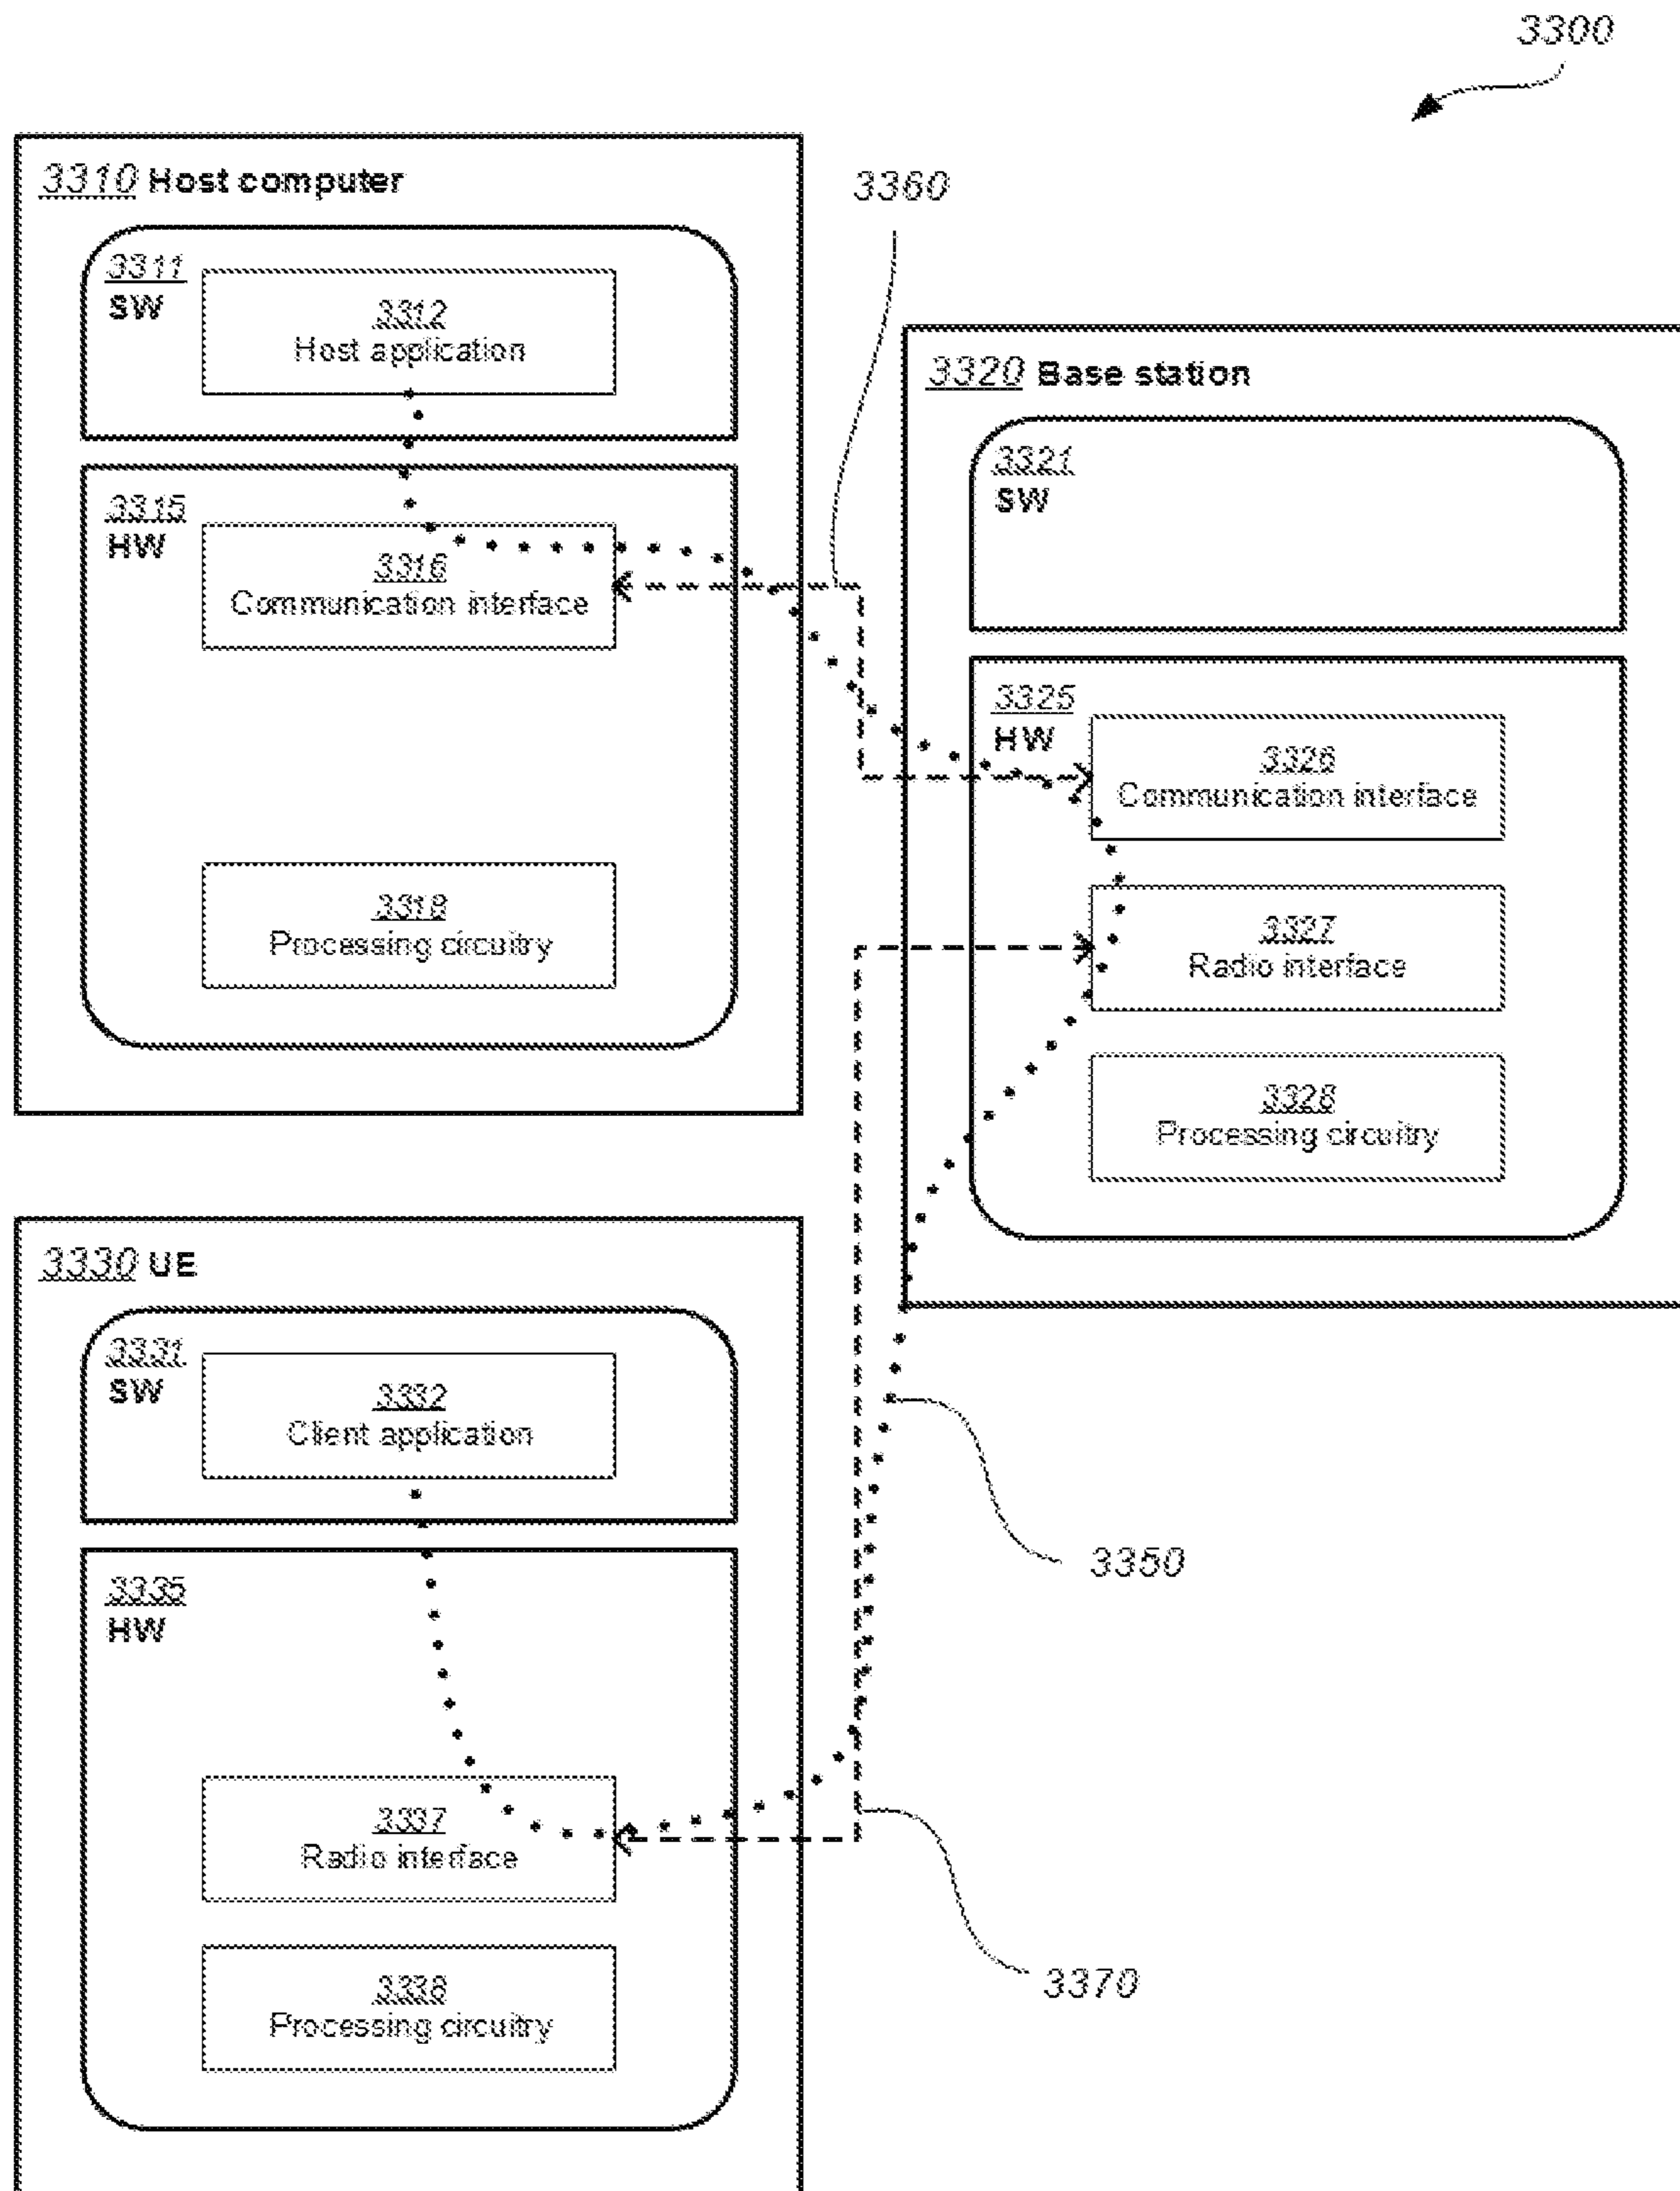 3300
3310 Host computer
3311
SW
3312
Host application
3315
HW
3316
Communication interface
3318
Processing circuitry
3360
3320 Base station
3321
SW
3325
HW
3326
Communication interface
3327
Radio interface
3328
Processing circuitry
3330 UE
3331
SW
3332
Client application
3335
HW
3337
Radio interface
3338
Processing circuitry
3350
3370